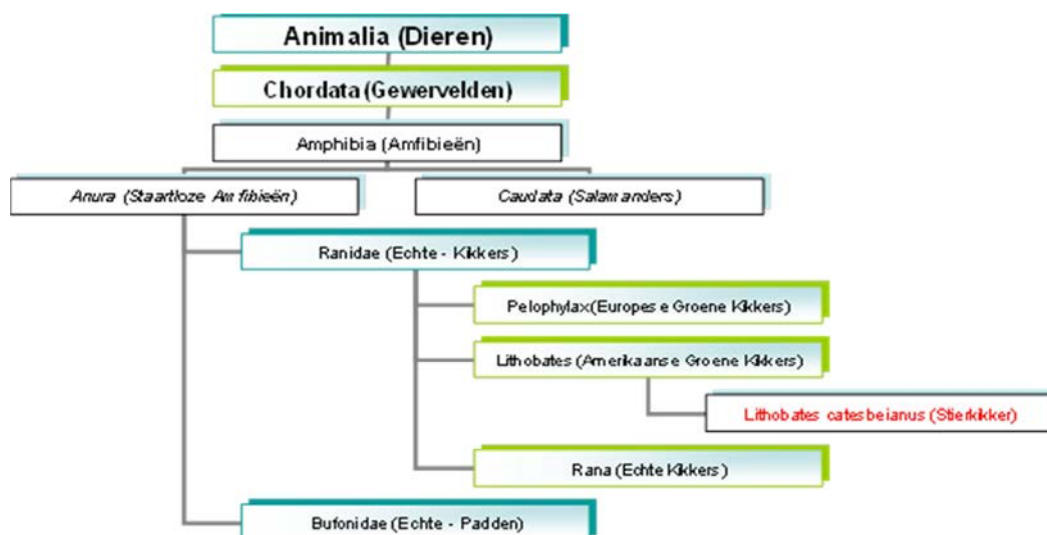 Animalia (Dieren)
Chordata (Gewervelden)
Amphibia (Amfibieën)
Anura (Staartloze Amfibieën)
Caudata (Salamanders)
Ranidae (Echte - Kikkers)
Pelophylax (Europese Groene Kikkers)
Lithobates (Amerikaanse Groene Kikkers)
Lithobates catesbeianus (Stierkikker)
Rana (Echte Kikkers)
Bufonidae (Echte - Padden)